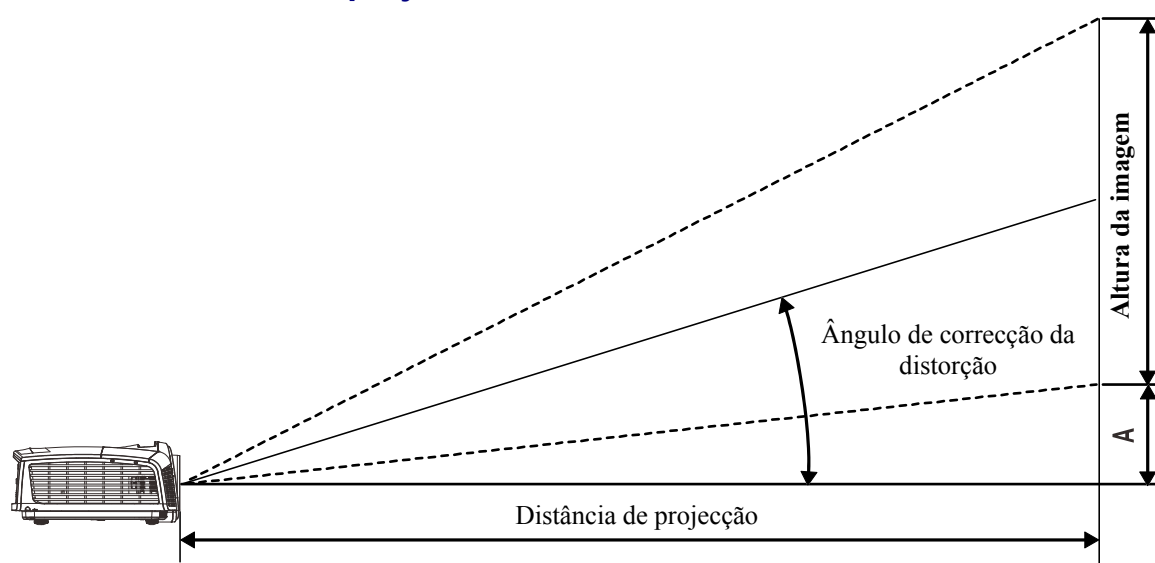 Altura da imagem
Ângulo de correcção da
distorção
A
Distância de projecção